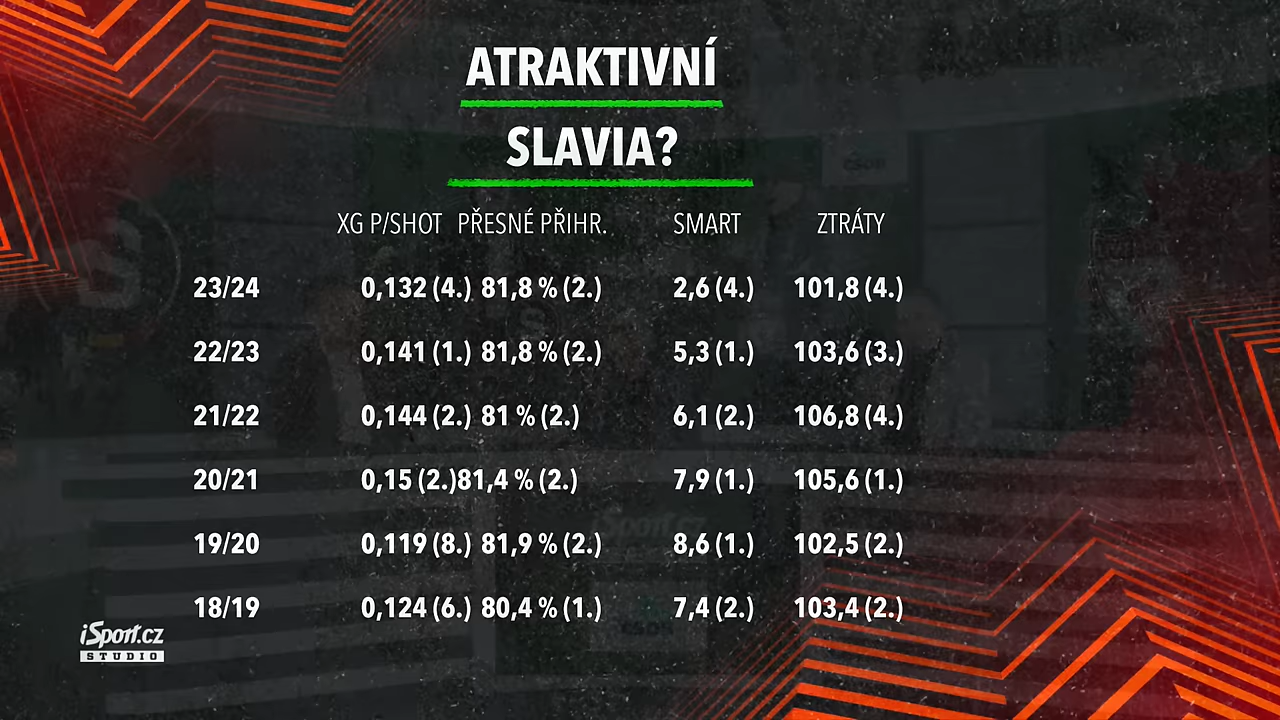 ATRAKTIVNÍ
SLAVIA?
XG P/SHOT PŘESNÉ PŘIHR. SMART ZTRÁTY
23/24 0,132 (4.) 81,8 % (2.) 2,6 (4.) 101,8 (4.)
22/23 0,141 (1.) 81,8 % (2.) 5,3 (1.) 103,6 (3.)
21/22 0,144 (2.) 81 % (2.) 6,1 (2.) 106,8 (4.)
20/21 0,15 (2.)81,4 % (2.) 7,9 (1.) 105,6 (1.)
19/20 0,119 (8.) 81,9 % (2.) 8,6 (1.) 102,5 (2.)
18/19 0,124 (6.) 80,4 % (1.) 7,4 (2.) 103,4 (2.)
iSport.cz
STUDIO